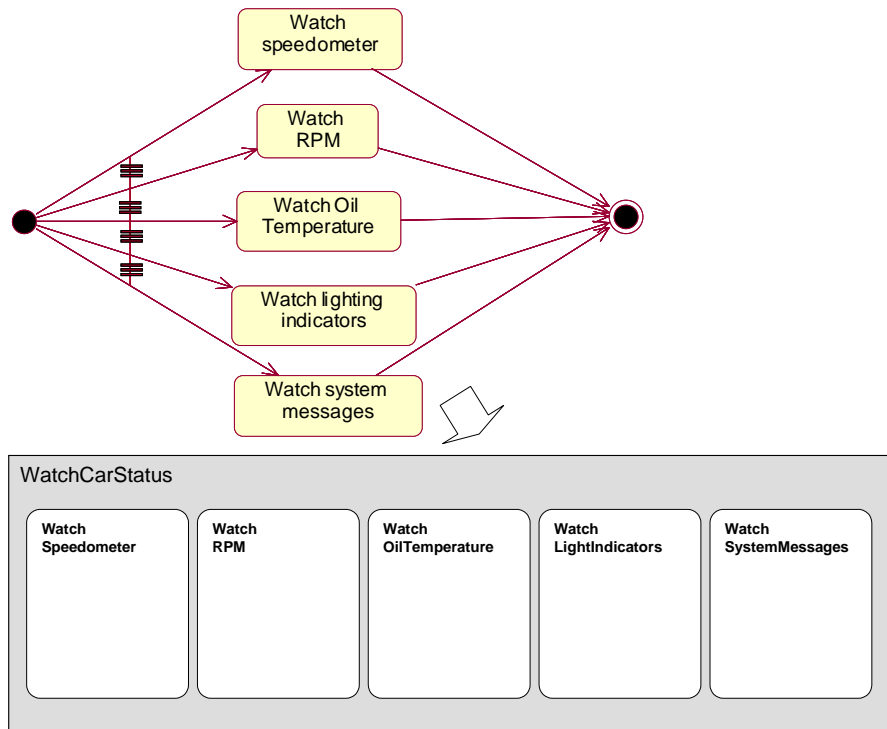 Watch
speedometer
Watch
RPM
Watch Oil
Temperature
Watch lighting
indicators
Watch system
messages
WatchCarStatus
Watch
Speedometer
Watch
RPM
Watch
OilTemperature
Watch
LightIndicators
Watch
SystemMessages